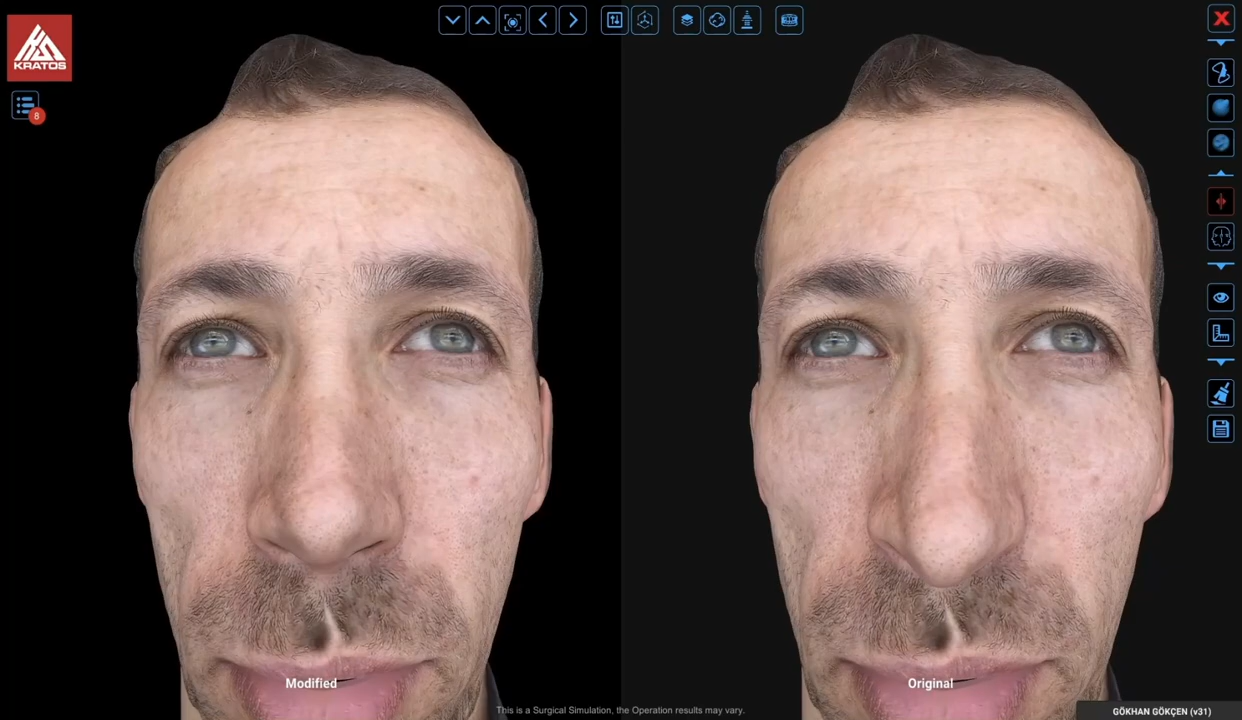 KRATOS
8
Modified
Original
This is a Surgical Simulation, the Operation results may vary.
GÖKHAN GÖKÇEN (v31)